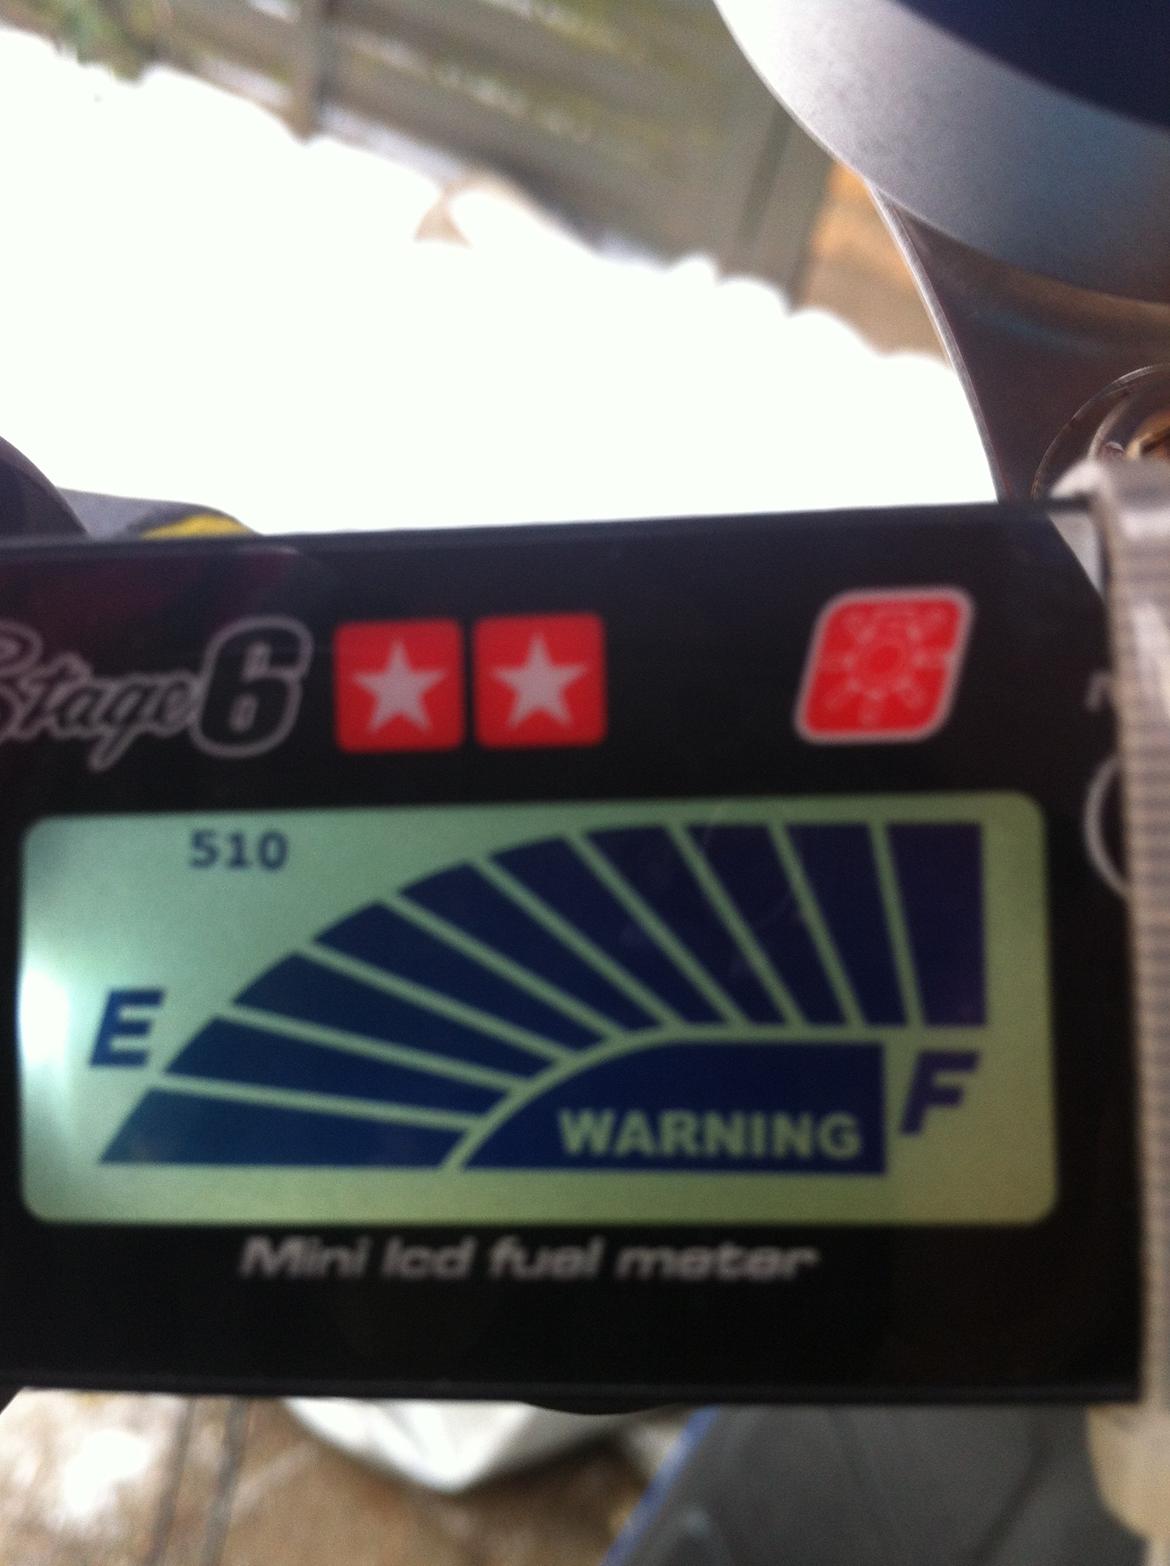 Stage6
510
E
WARNING
F
Mini lcd fuel meter